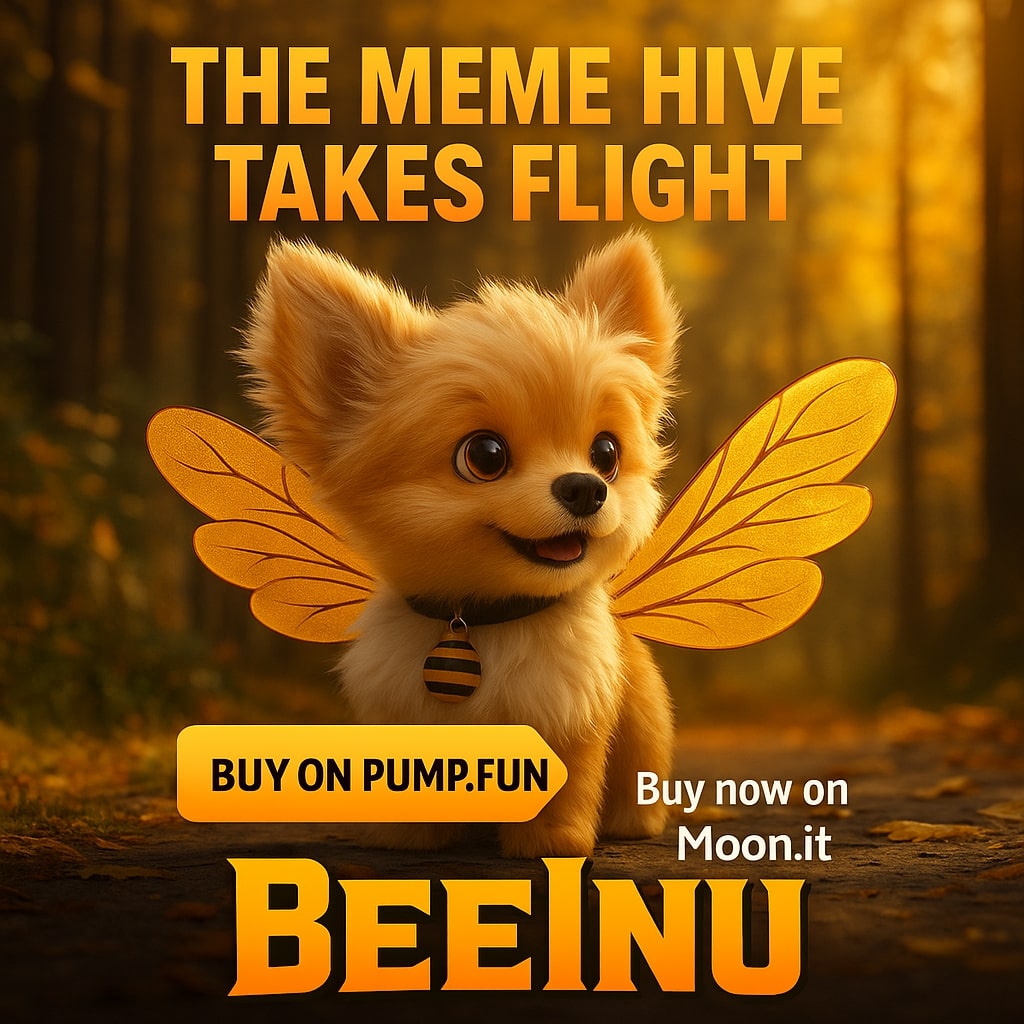 THE MEME HIVE
TAKES FLIGHT
BUY ON PUMP.FUN
Buy now on
Moon.it
BEEINU